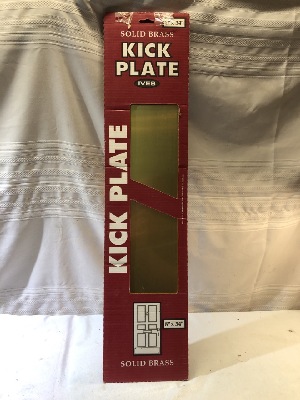 SOLID BRASS
KICK
PLATE
IVES
KICK PLATE
SOLID BRASS